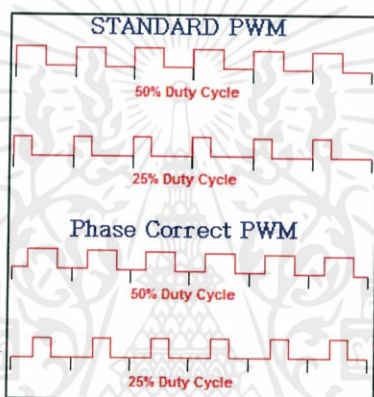 STANDARD PWM
50% Duty Cycle
25% Duty Cycle
Phase Correct PWM
50% Duty Cycle
25% Duty Cycle